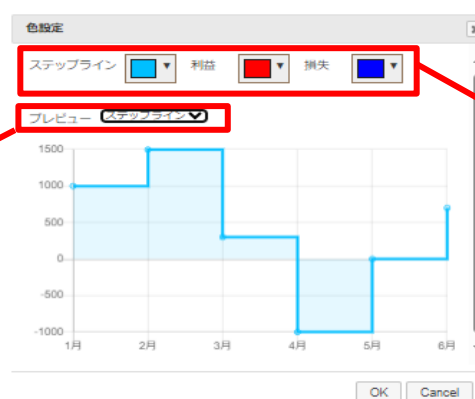 色設定
ステップライン 利益 損失
プレビュー ステップライン
1500
1000
500
0
-500
-1000
1月 2月 3月 4月 5月 6月
OK Cancel